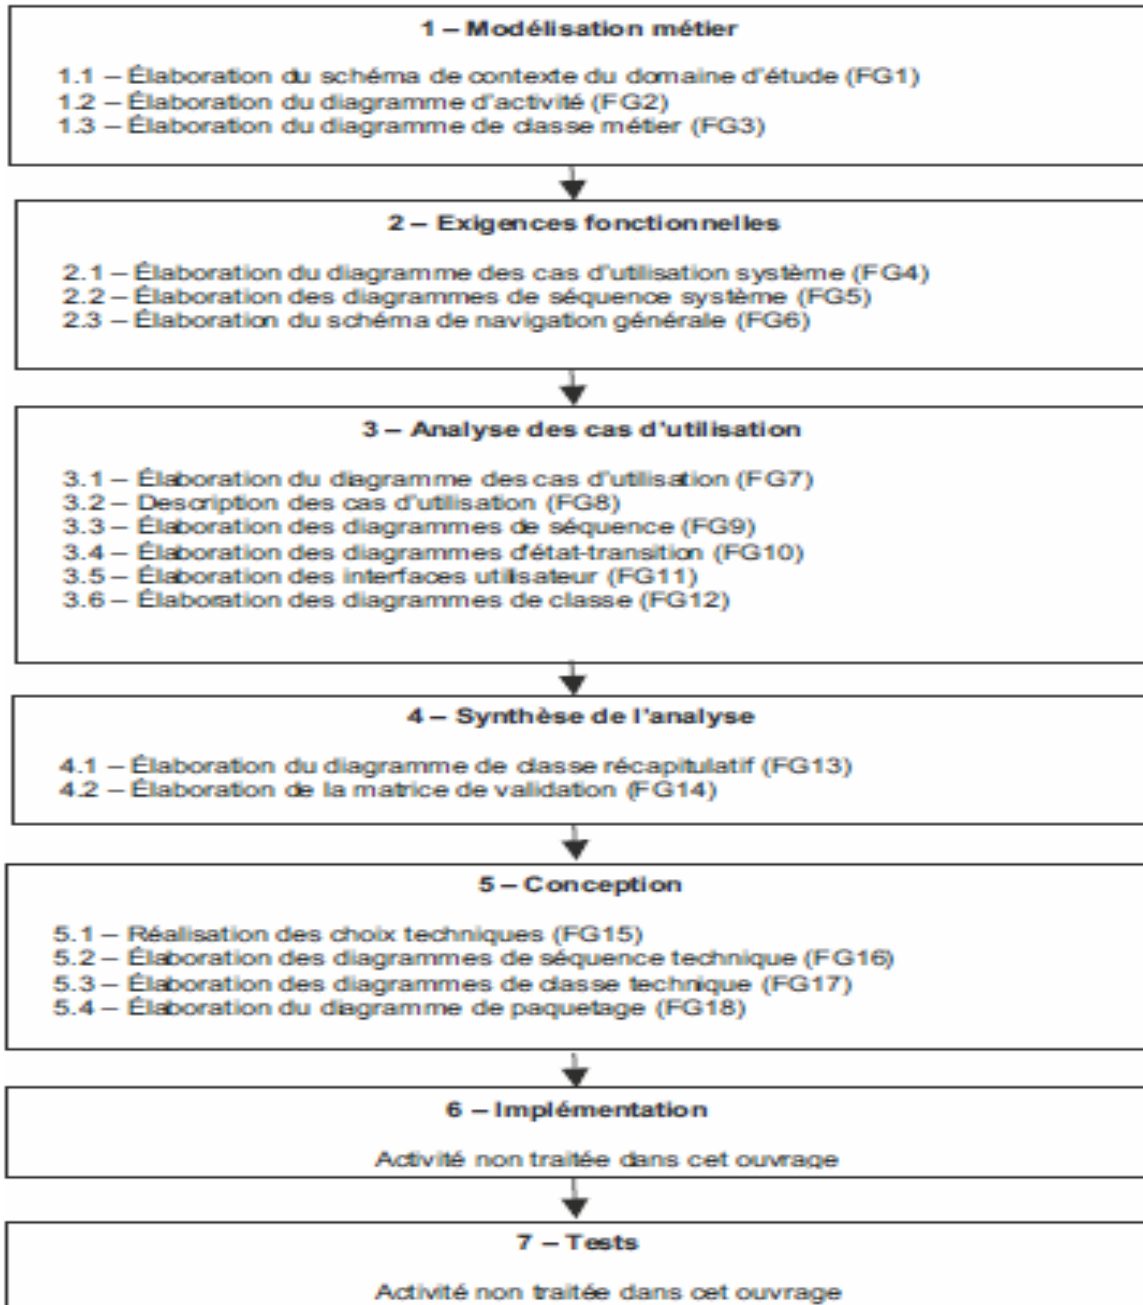 1 – Modélisation métier
1.1 – Élaboration du schéma de contexte du domaine d'étude (FG1)
1.2 – Élaboration du diagramme d'activité (FG2)
1.3 – Élaboration du diagramme de classe métier (FG3)
2 – Exigences fonctionnelles
2.1 – Élaboration du diagramme des cas d'utilisation système (FG4)
2.2 – Élaboration des diagrammes de séquence système (FG5)
2.3 – Élaboration du schéma de navigation générale (FG6)
3 – Analyse des cas d'utilisation
3.1 – Élaboration du diagramme des cas d'utilisation (FG7)
3.2 – Description des cas d'utilisation (FG8)
3.3 – Élaboration des diagrammes de séquence (FG9)
3.4 – Élaboration des diagrammes d'état-transition (FG10)
3.5 – Élaboration des interfaces utilisateur (FG11)
3.6 – Élaboration des diagrammes de classe (FG12)
4 – Synthèse de l'analyse
4.1 – Élaboration du diagramme de classe récapitulatif (FG13)
4.2 – Élaboration de la matrice de validation (FG14)
5 – Conception
5.1 – Réalisation des choix techniques (FG15)
5.2 – Élaboration des diagrammes de séquence technique (FG16)
5.3 – Élaboration des diagrammes de classe technique (FG17)
5.4 – Élaboration du diagramme de paquetage (FG18)
6 – Implémentation
Activité non traitée dans cet ouvrage
7 – Tests
Activité non traitée dans cet ouvrage